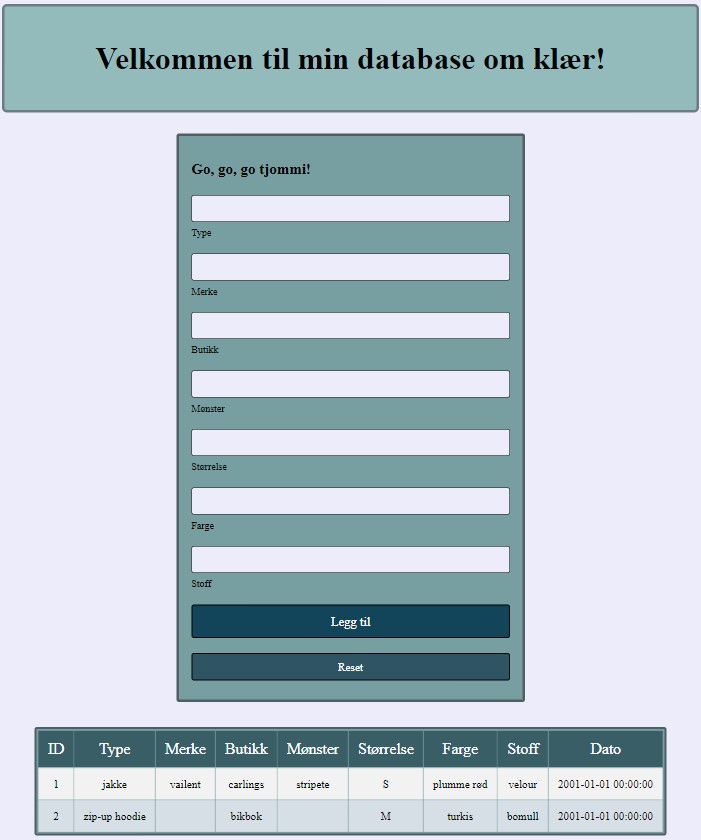 Velkommen til min database om klær!
Go, go, go tjommi!
Type
Merke
Butikk
Mønster
Størrelse
Farge
Stoff
Legg til
Reset
ID Type Merke Butikk Mønster Størrelse Farge Stoff Dato
1 jakke vailent carlings stripete S plumme rød velour 2001-01-01 00:00:00
2 zip-up hoodie bikbok M turkis bomull 2001-01-01 00:00:00